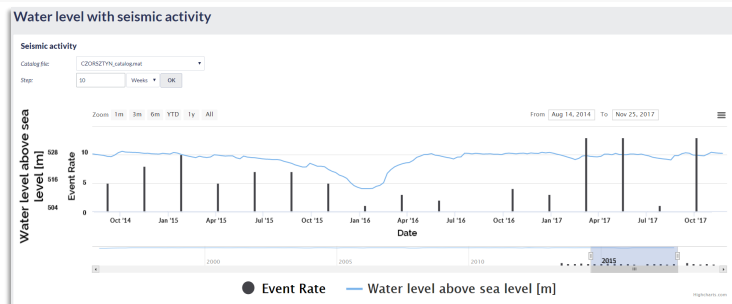 Water level with seismic activity
Seismic activity
Catalog file: CZORSZTYN_catalog.mat
Step: 10 Weeks OK
Zoom 1m 3m 6m YTD 1y All From Aug 14, 2014 To Nov 25, 2017
Water level above sea level [m]
528
516
504
Event Rate
10
5
0
Oct '14 Jan '15 Apr '15 Jul '15 Oct '15 Jan '16 Apr '16 Jul '16 Oct '16 Jan '17 Apr '17 Jul '17 Oct '17
Date
2000 2005 2010 2015
Event Rate Water level above sea level [m]
Highcharts.com